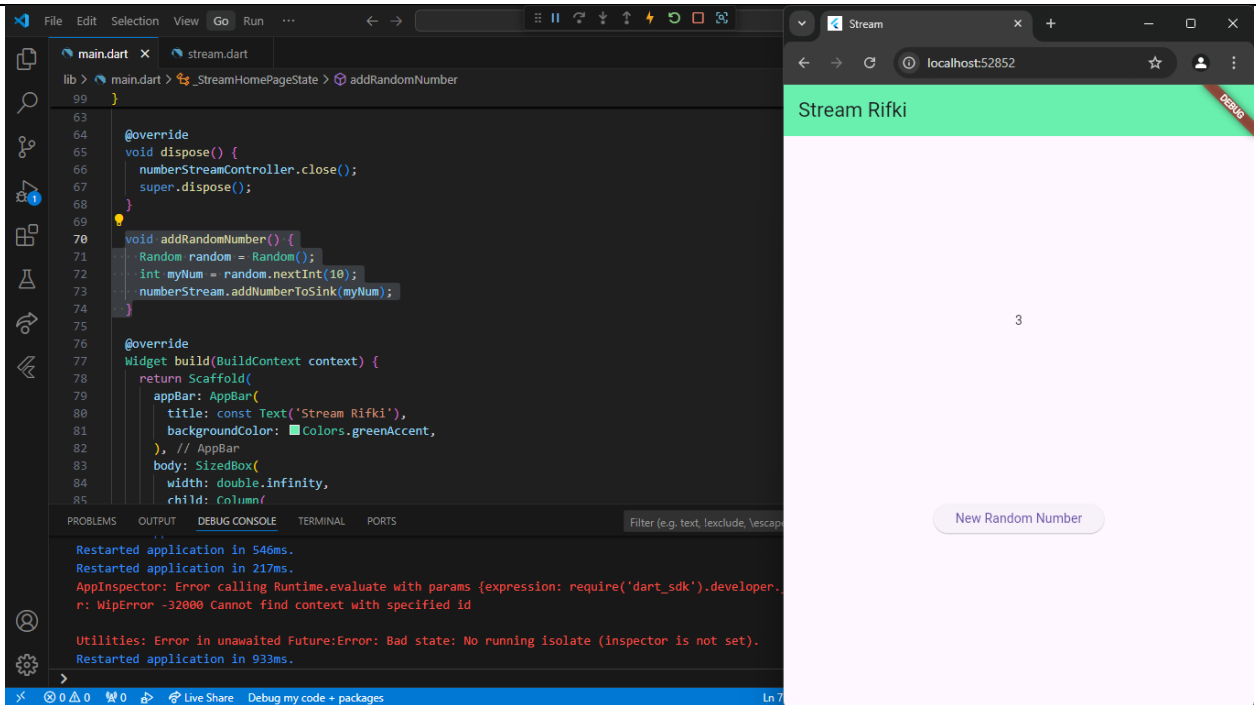 File Edit Selection View Go Run ···
main.dart
stream.dart
lib > main.dart > _StreamHomePageState > addRandomNumber
99 }
63
64 @override
65 void dispose() {
66 numberStreamController.close();
67 super.dispose();
68 }
69
70 void addRandomNumber() {
71 Random random = Random();
72 int myNum = random.nextInt(10);
73 numberStream.addNumberToSink(myNum);
74 }
75
76 @override
77 Widget build(BuildContext context) {
78 return Scaffold(
79 appBar: AppBar(
80 title: const Text('Stream Rifki'),
81 backgroundColor: Colors.greenAccent,
82 ), // AppBar
83 body: SizedBox(
84 width: double.infinity,
85 child: Column(
PROBLEMS OUTPUT DEBUG CONSOLE TERMINAL PORTS
Filter (e.g. text, !exclude, \escap
Restarted application in 546ms.
Restarted application in 217ms.
AppInspector: Error calling Runtime.evaluate with params {expression: require('dart_sdk').developer.
r: WipError -32000 Cannot find context with specified id
Utilities: Error in unawaited Future:Error: Bad state: No running isolate (inspector is not set).
Restarted application in 933ms.
>
1
0 0 0 Live Share Debug my code + packages
Ln 7
Stream
localhost:52852
Stream Rifki
DEBUG
3
New Random Number